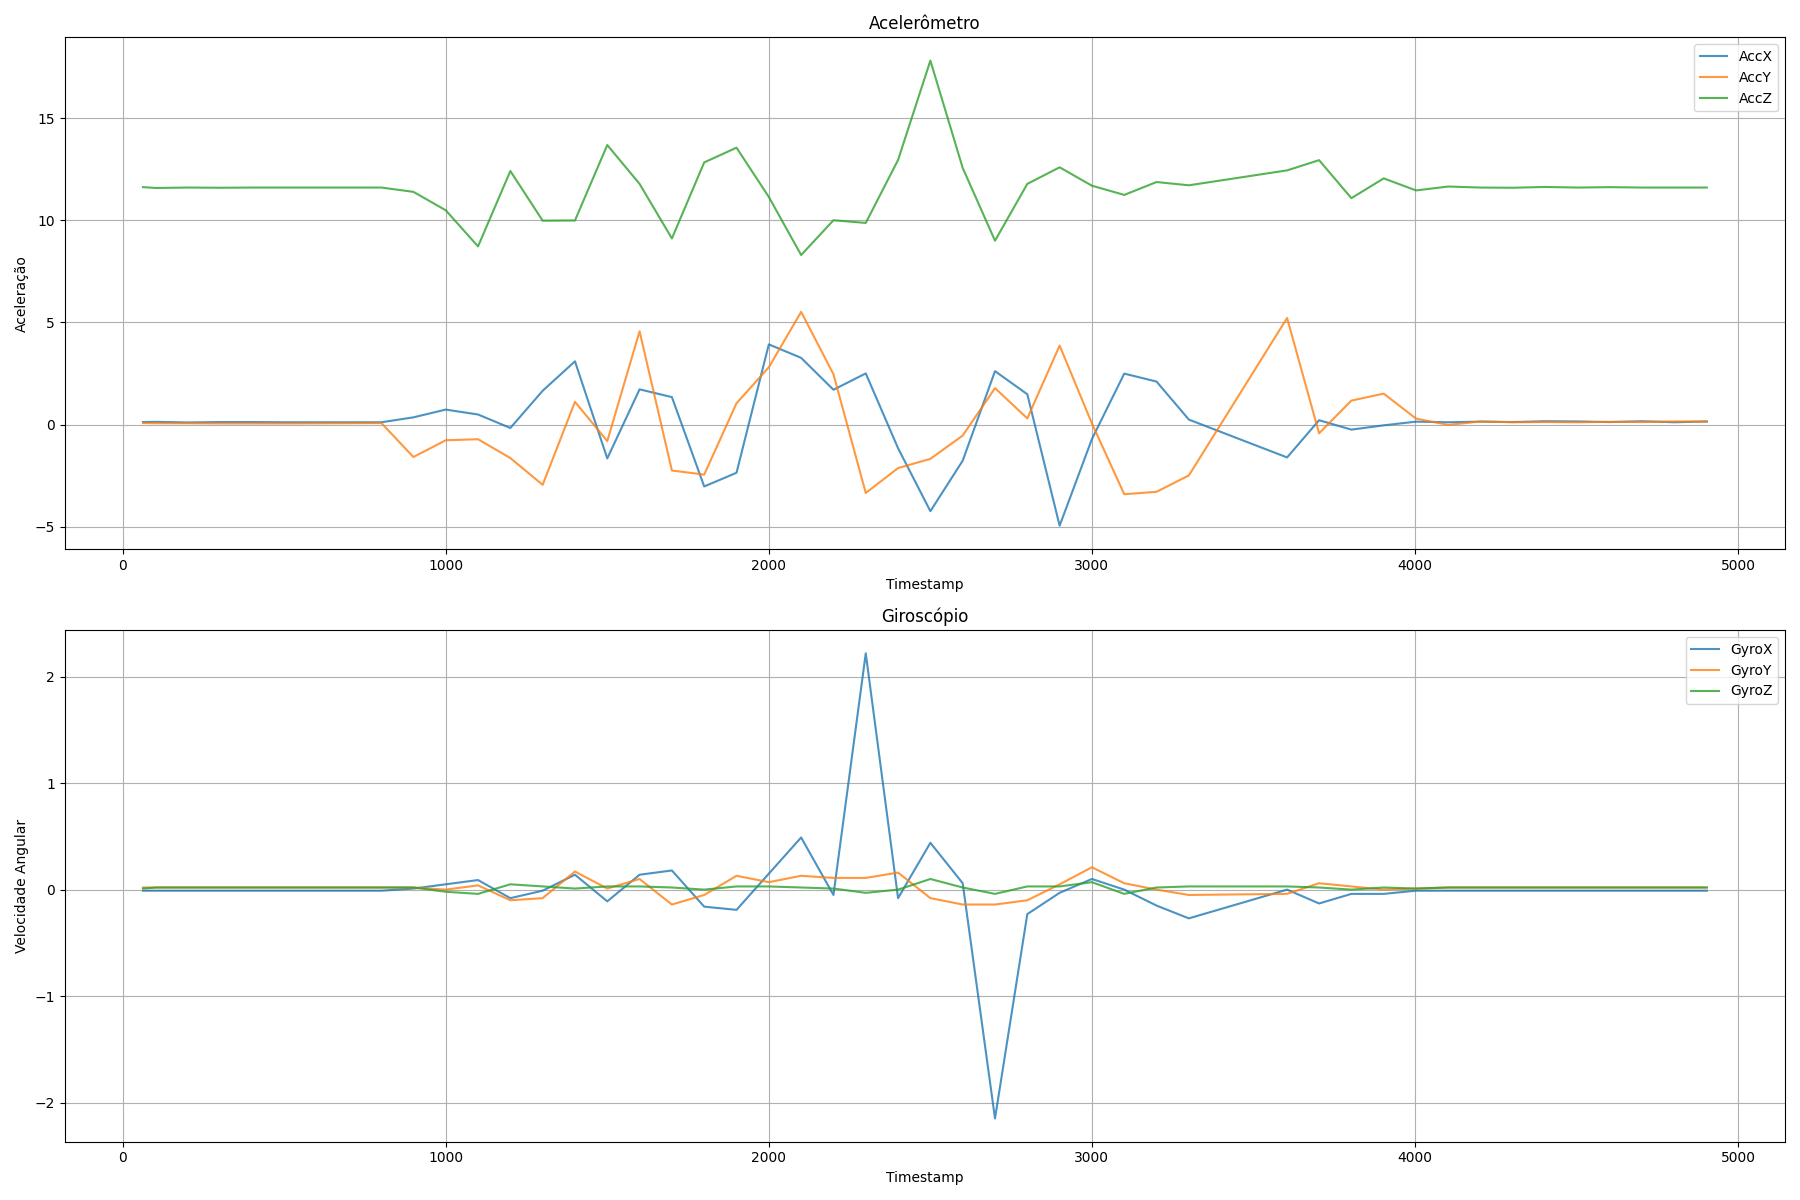 Acelerômetro
AccX
AccY
AccZ
15
10
5
0
−5
Aceleração
0
1000
2000
3000
4000
5000
Timestamp
Giroscópio
GyroX
GyroY
GyroZ
2
1
0
−1
−2
Velocidade Angular
0
1000
2000
3000
4000
5000
Timestamp